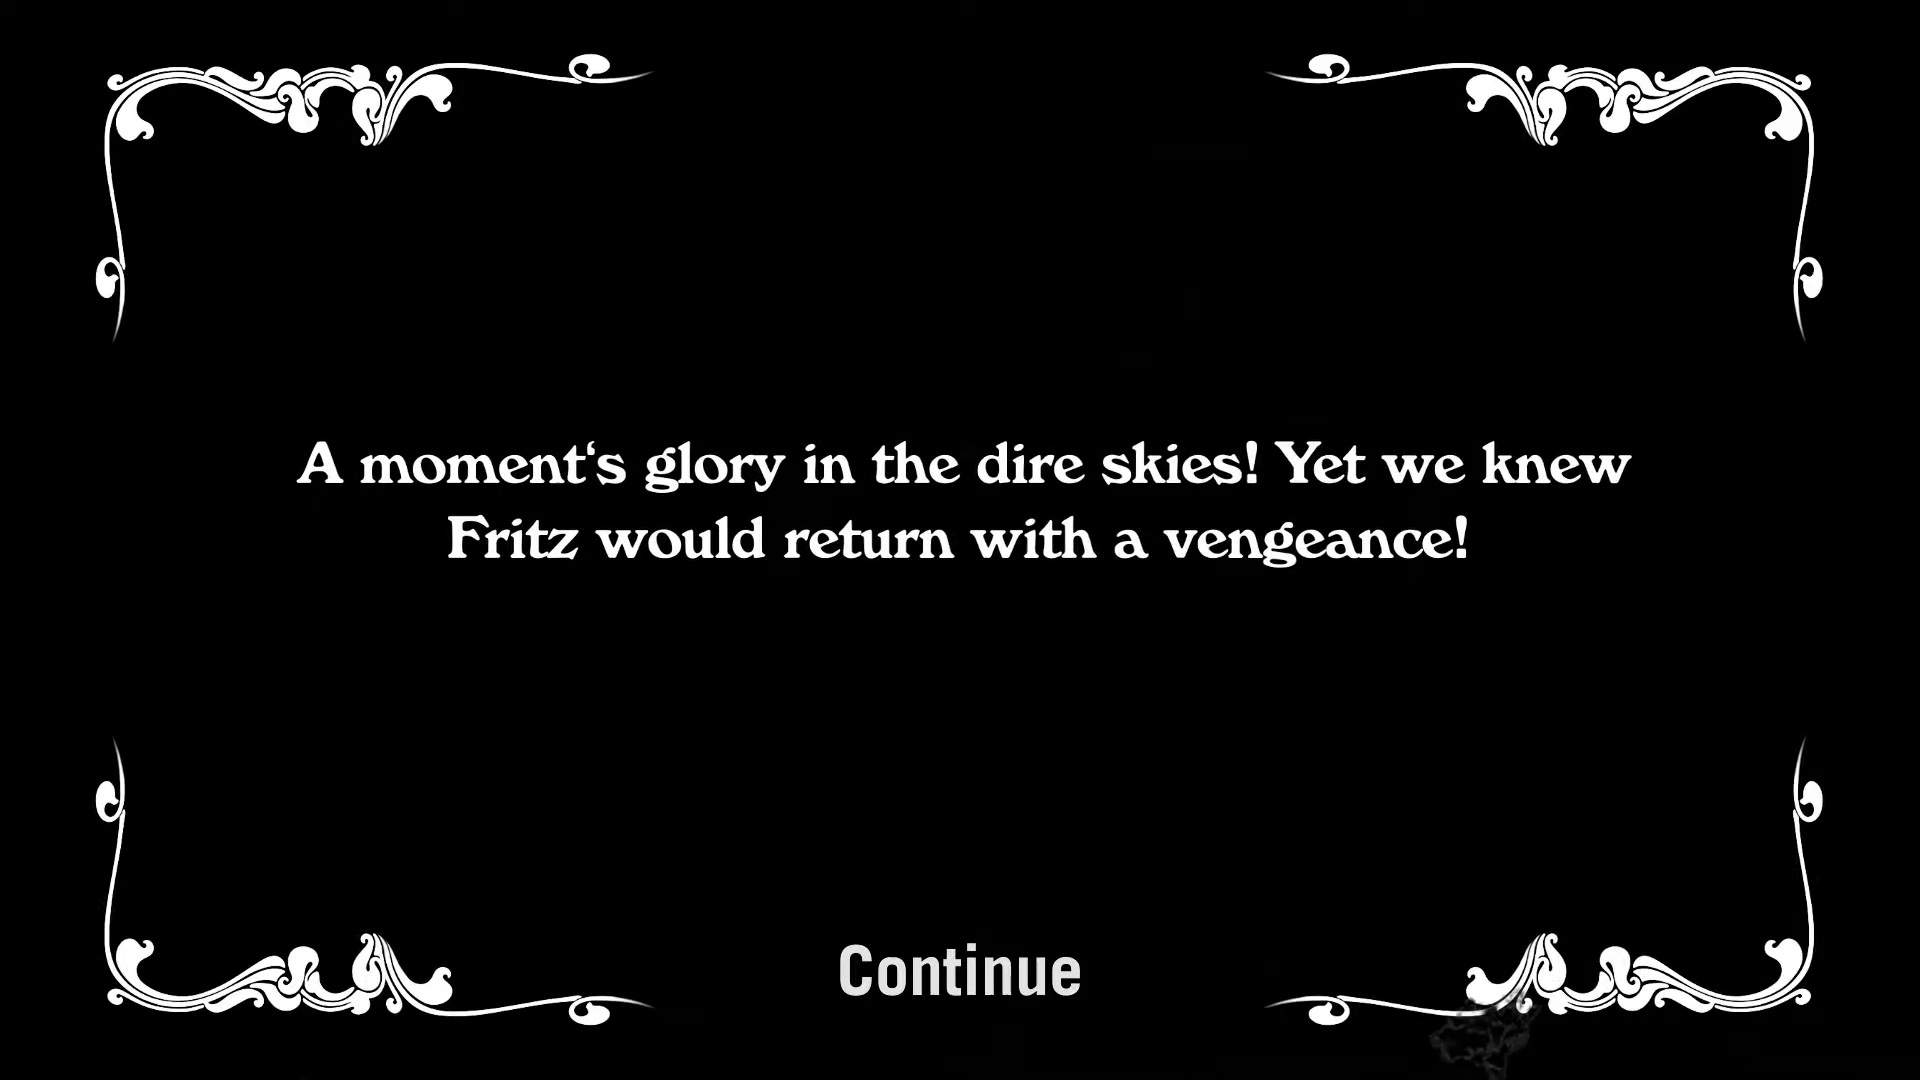 A moment‘s glory in the dire skies! Yet we knew
Fritz would return with a vengeance!
Continue